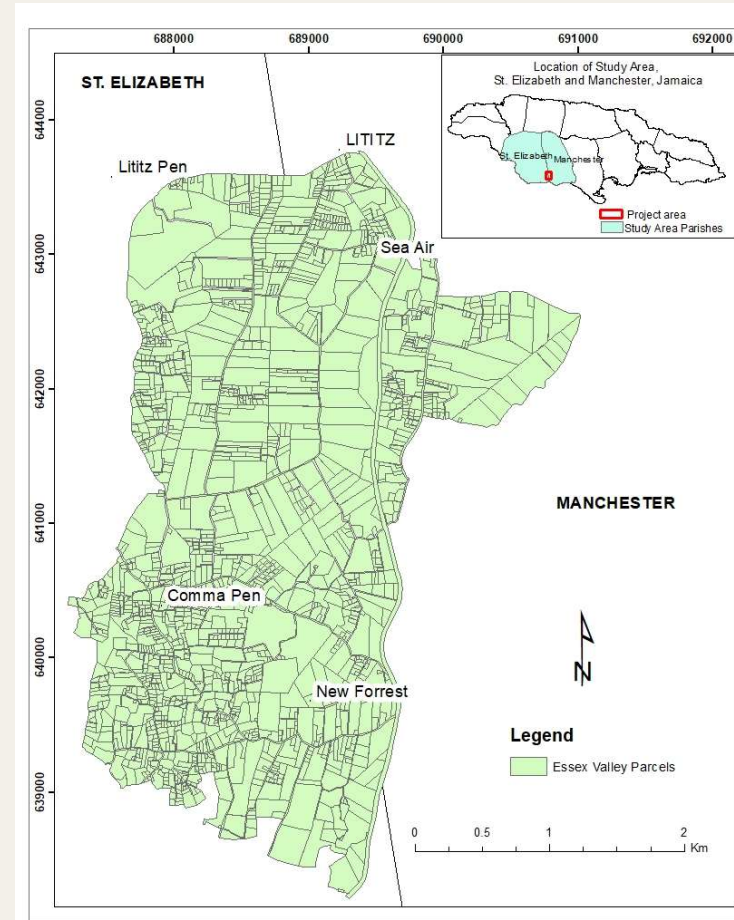 688000 689000 690000 691000 692000
ST. ELIZABETH
Location of Study Area,
St. Elizabeth and Manchester, Jamaica
St. Elizabeth Manchester
Project area
Study Area Parishes
644000
LITITZ
Lititz Pen
643000
Sea Air
642000
MANCHESTER
641000
Comma Pen
640000
N
New Forrest
Legend
Essex Valley Parcels
639000
0 0.5 1 2
Km